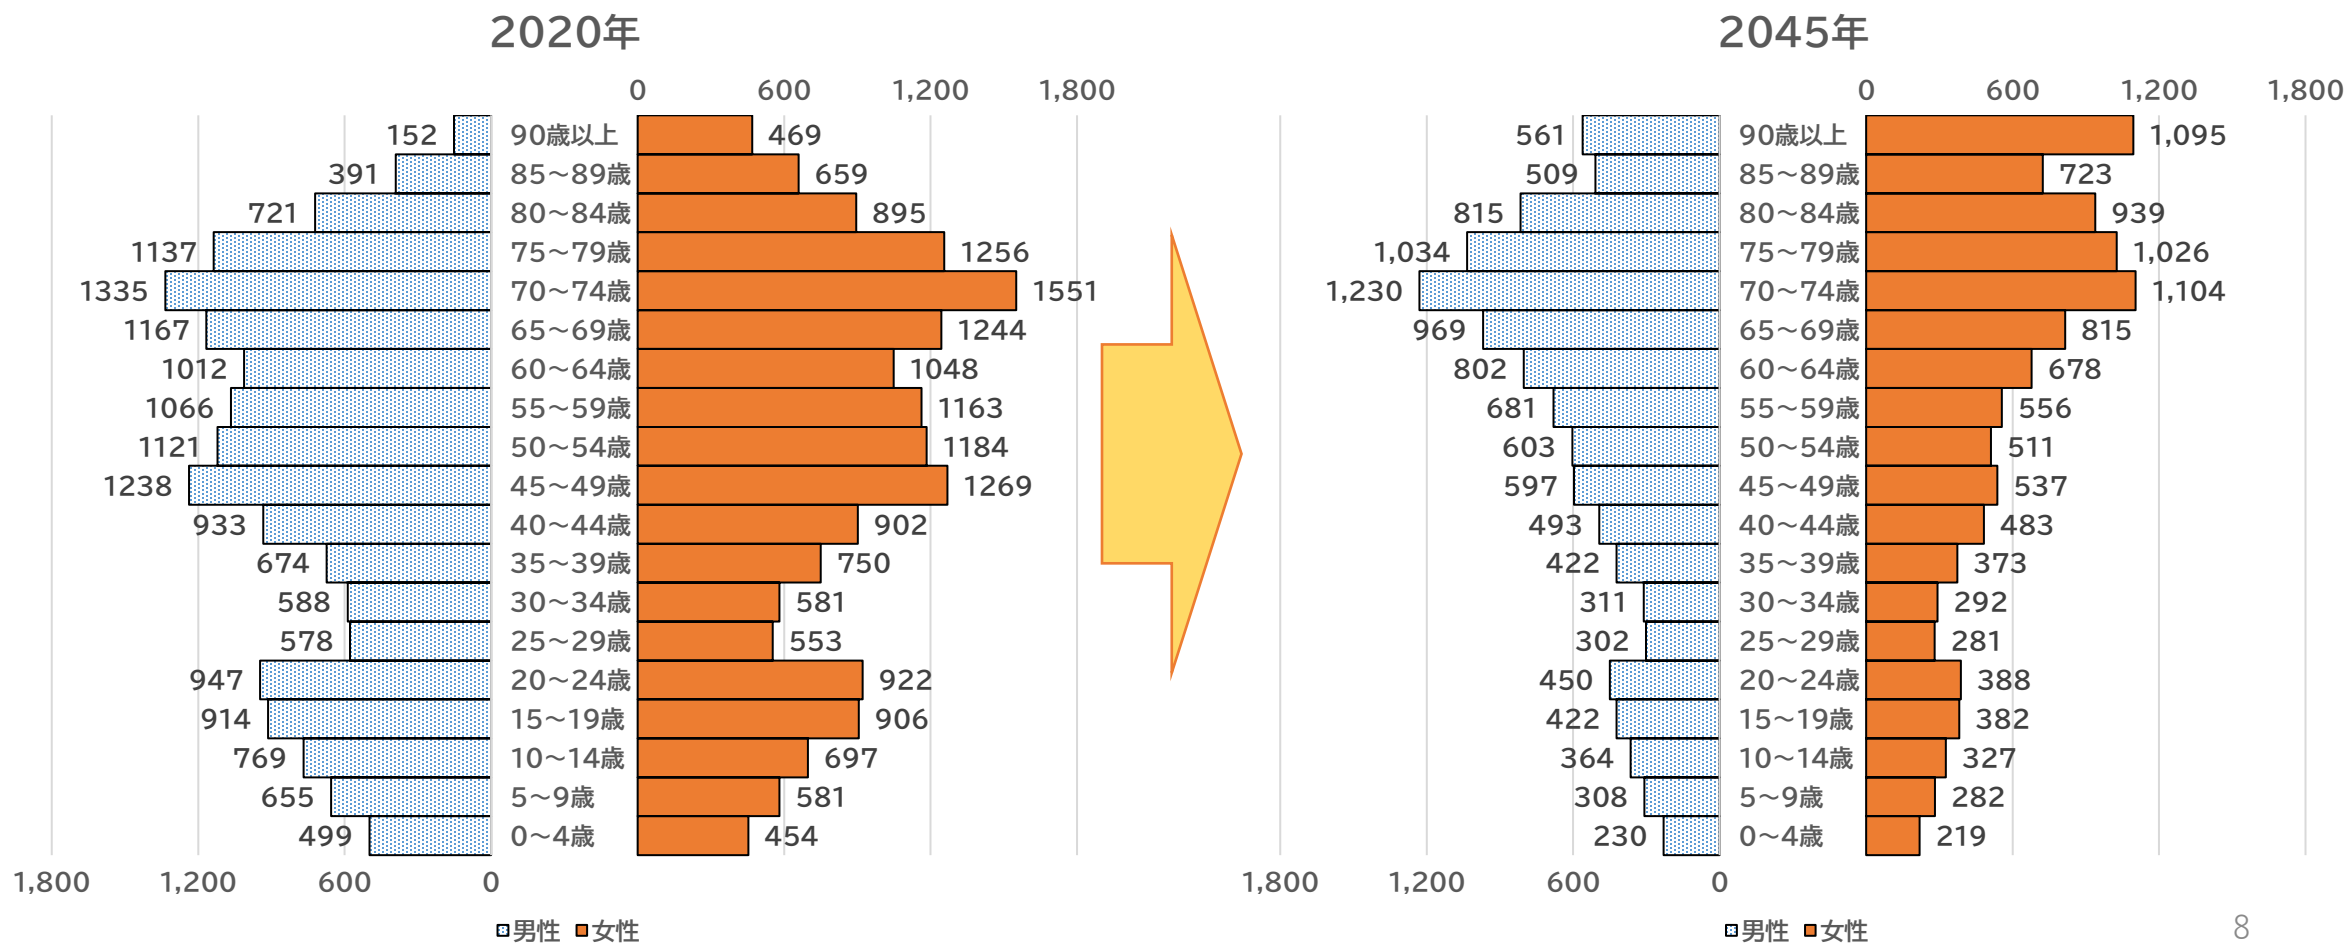 2020年
0 600 1,200 1,800
152 90歳以上 469
391 85～89歳 659
721 80～84歳 895
1137 75～79歳 1256
1335 70～74歳 1551
1167 65～69歳 1244
1012 60～64歳 1048
1066 55～59歳 1163
1121 50～54歳 1184
1238 45～49歳 1269
933 40～44歳 902
674 35～39歳 750
588 30～34歳 581
578 25～29歳 553
947 20～24歳 922
914 15～19歳 906
769 10～14歳 697
655 5～9歳 581
499 0～4歳 454
1,800 1,200 600 0
男性 女性
2045年
0 600 1,200 1,800
561 90歳以上 1,095
509 85～89歳 723
815 80～84歳 939
1,034 75～79歳 1,026
1,230 70～74歳 1,104
969 65～69歳 815
802 60～64歳 678
681 55～59歳 556
603 50～54歳 511
597 45～49歳 537
493 40～44歳 483
422 35～39歳 373
311 30～34歳 292
302 25～29歳 281
450 20～24歳 388
422 15～19歳 382
364 10～14歳 327
308 5～9歳 282
230 0～4歳 219
1,800 1,200 600 0
男性 女性
8